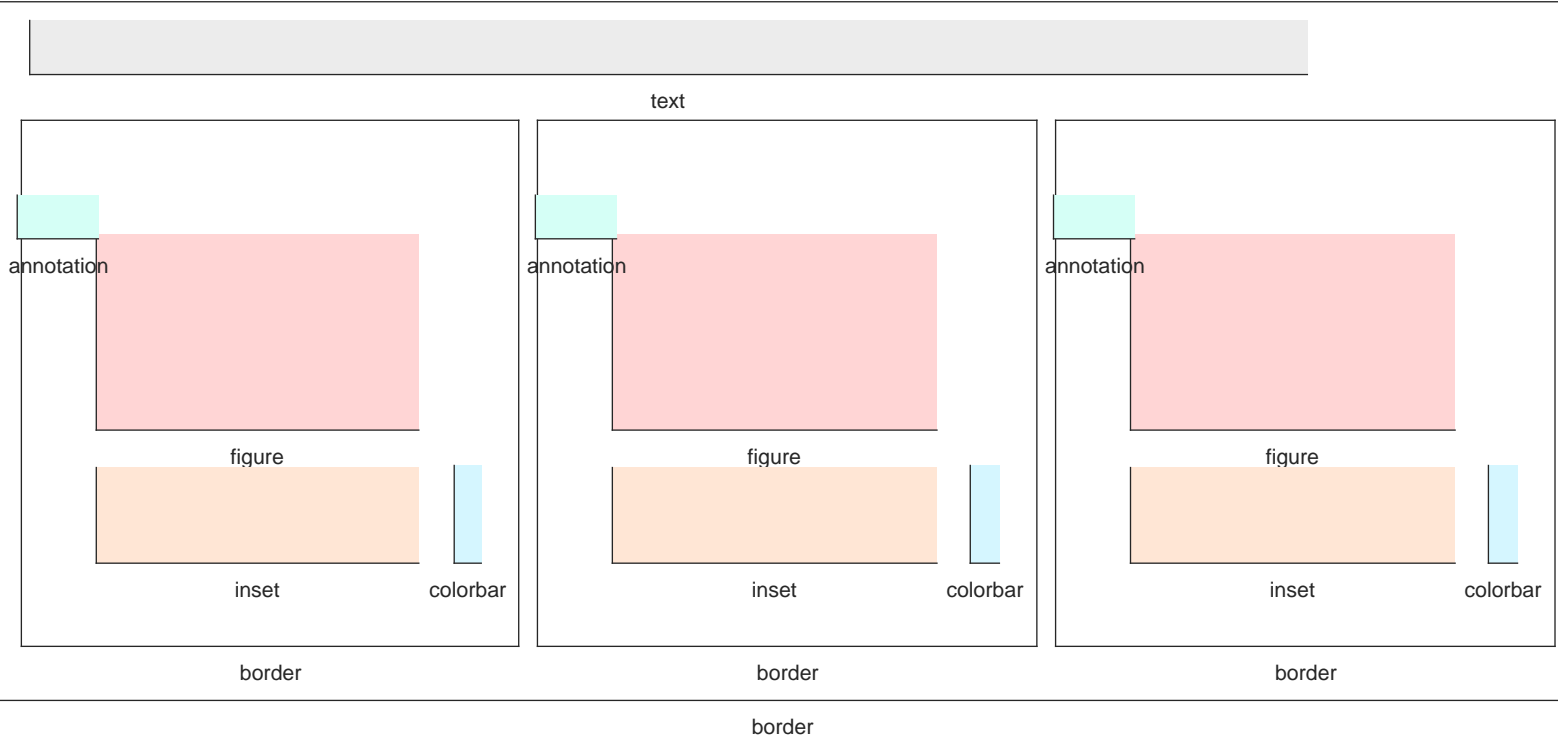 text
annotation annotation annotation
figure figure figure
inset colorbar inset colorbar inset colorbar
border border border
border